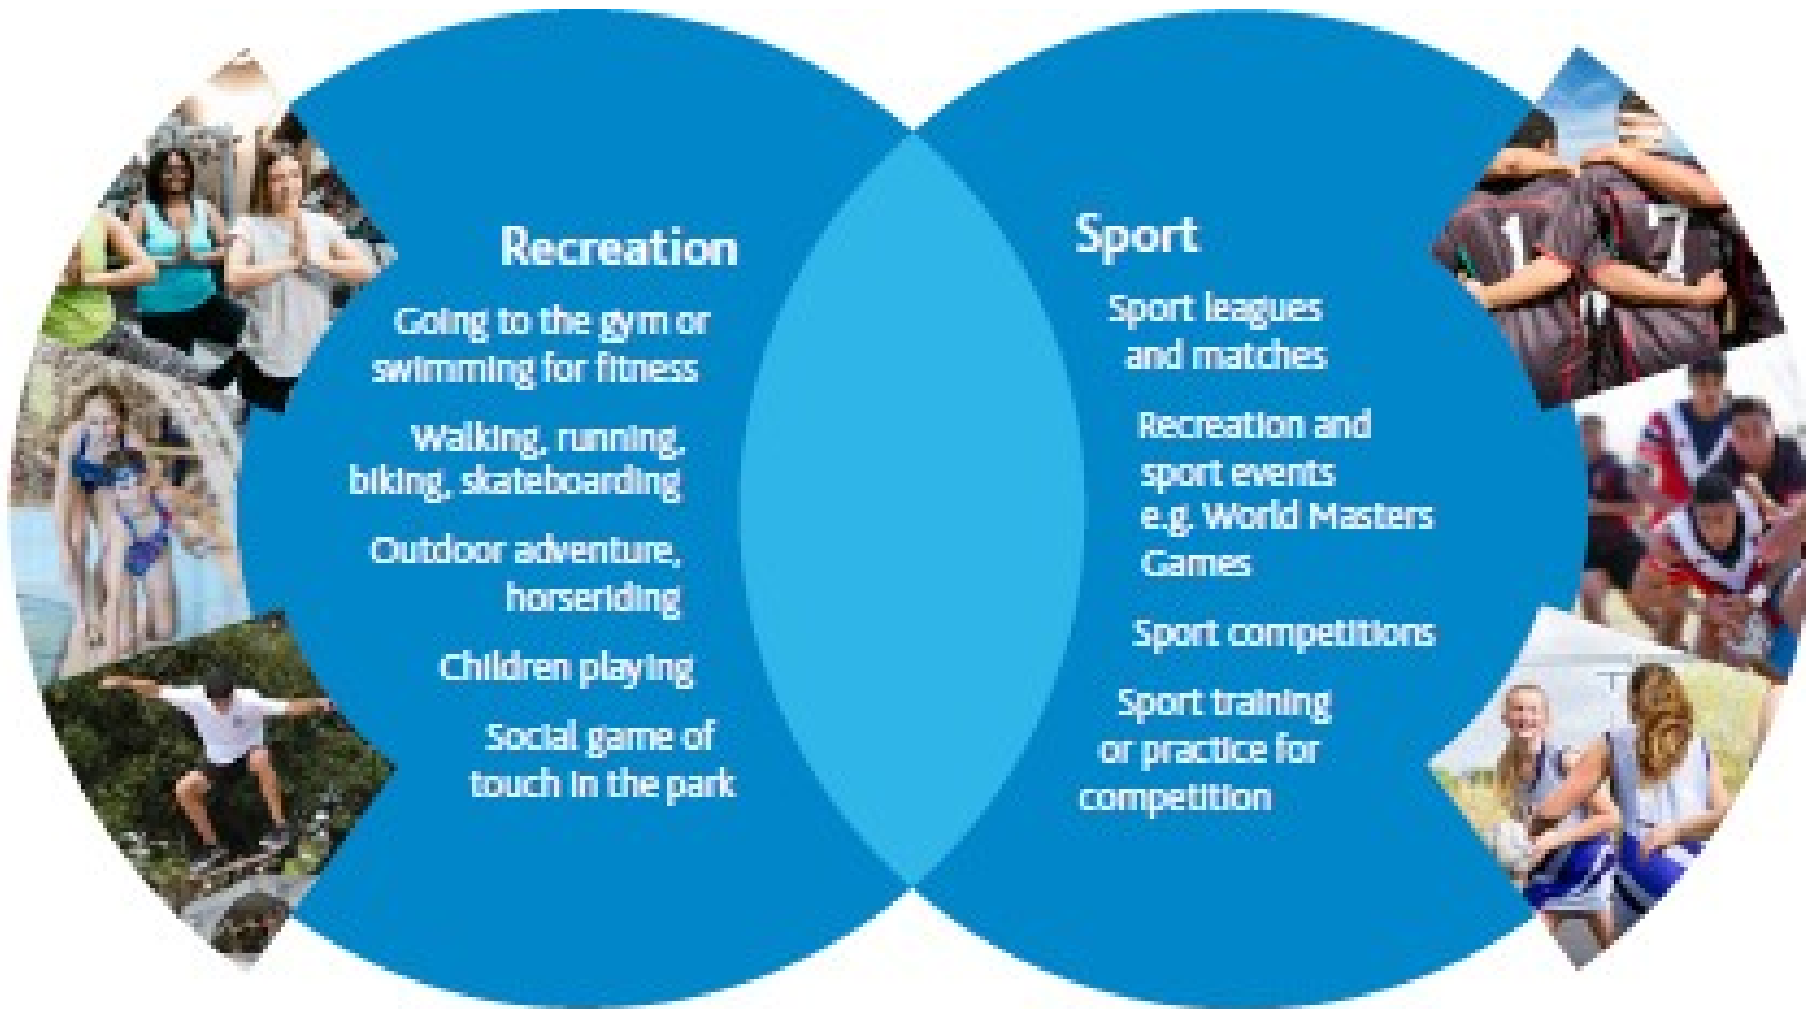 Recreation
Going to the gym or
swimming for fitness
Walking, running,
biking, skateboarding
Outdoor adventure,
horseriding
Children playing
Social game of
touch in the park
Sport
Sport leagues
and matches
Recreation and
sport events
e.g. World Masters
Games
Sport competitions
Sport training
or practice for
competition
1
7